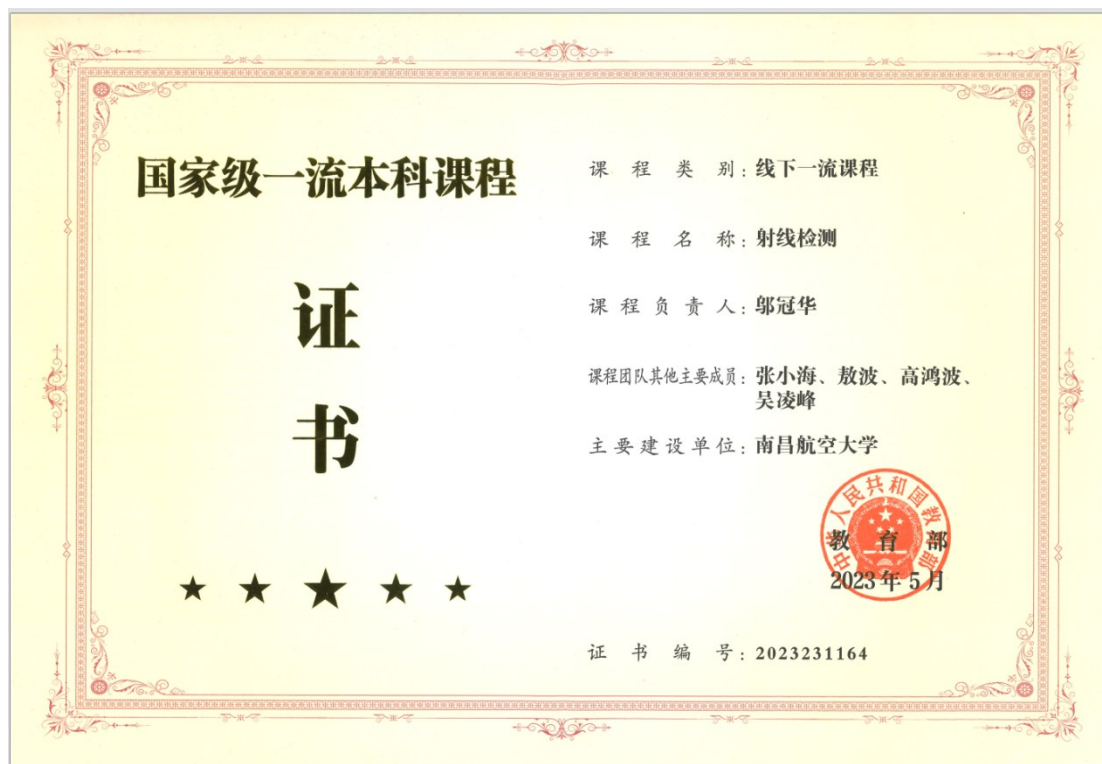 国家级一流本科课程
证
书
课程类别：线下一流课程
课程名称：射线检测
课程负责人：邬冠华
课程团队其他主要成员：张小海、敖波、高鸿波、
吴凌峰
主要建设单位：南昌航空大学
中华人民共和国教育部
教育部
2023年5月
证书编号：2023231164